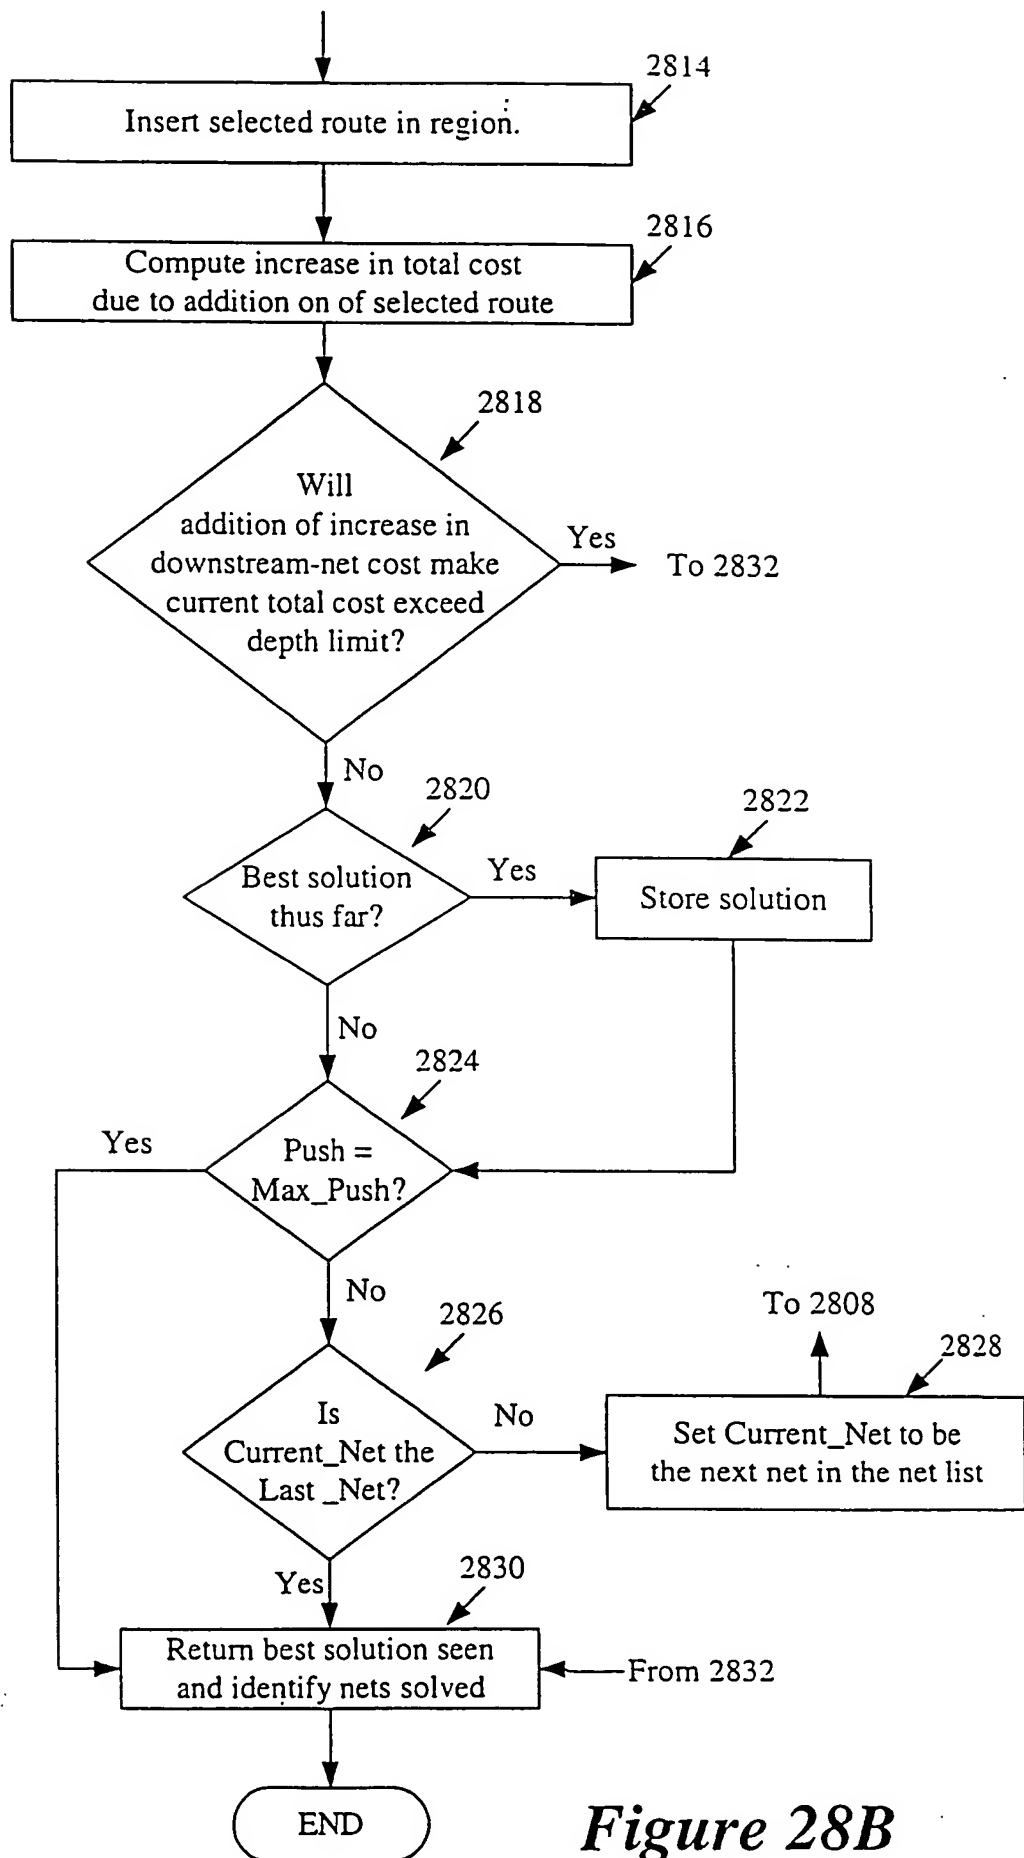 2814
Insert selected route in region.
2816
Compute increase in total cost
due to addition on of selected route
2818
Will
addition of increase in
downstream-net cost make
current total cost exceed
depth limit?
Yes
To 2832
No
2820
2822
Best solution
thus far?
Yes
Store solution
No
2824
Yes
Push =
Max_Push?
No
2826
To 2808
2828
Is
Current_Net the
Last _Net?
No
Set Current_Net to be
the next net in the net list
Yes
2830
Return best solution seen
and identify nets solved
From 2832
END
Figure 28B